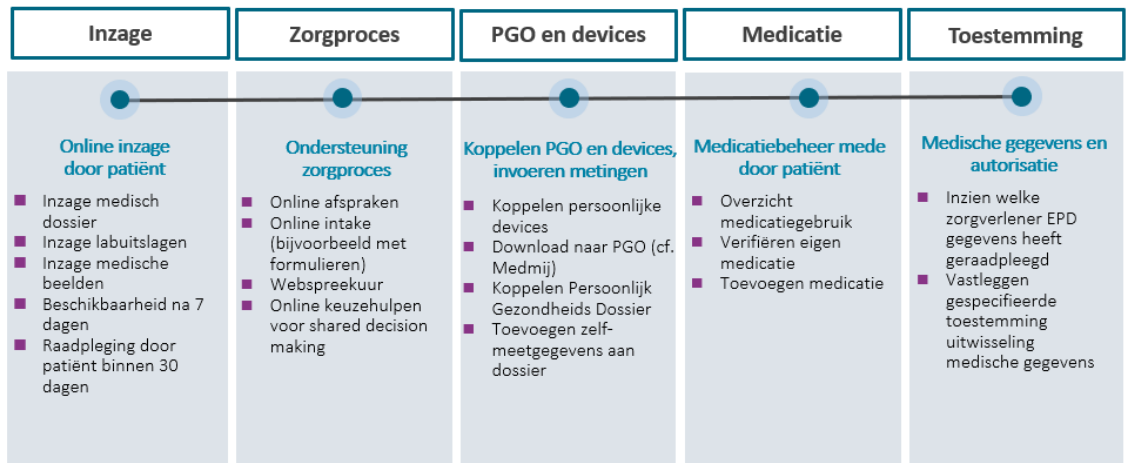 Inzage
Zorgproces
PGO en devices
Medicatie
Toestemming
Online inzage
door patiënt
Inzage medisch
dossier
Inzage labuitslagen
Inzage medische
beelden
Beschikbaarheid na 7
dagen
Raadpleging door
patiënt binnen 30
dagen
Ondersteuning
zorgproces
Online afspraken
Online intake
(bijvoorbeeld met
formulieren)
Webspreekuur
Online keuzehulpen
voor shared decision
making
Koppelen PGO en devices,
invoeren metingen
Koppelen persoonlijke
devices
Download naar PGO (cf.
Medmij)
Koppelen Persoonlijk
Gezondheids Dossier
Toevoegen zelf-
meetgegevens aan
dossier
Medicatiebeheer mede
door patiënt
Overzicht
medicatiegebruik
Verifiëren eigen
medicatie
Toevoegen medicatie
Medische gegevens en
autorisatie
Inzien welke
zorgverlener EPD
gegevens heeft
geraadpleegd
Vastleggen
gespecifieerde
toestemming
uitwisseling
medische gegevens